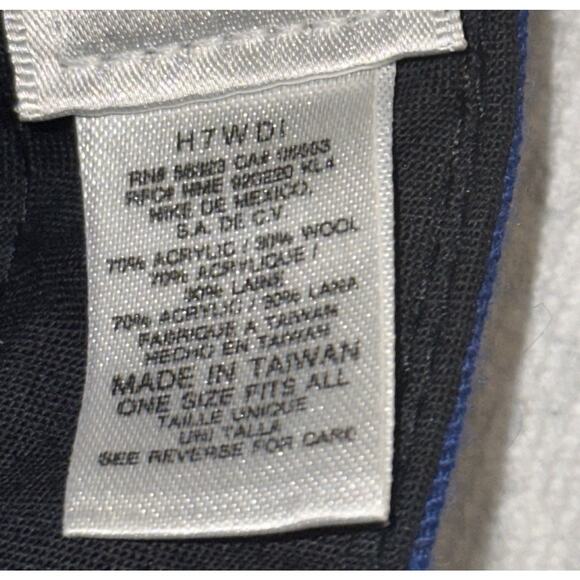 H7WDI
RN# 56323 CA# 05553
RFC# NME 920220 KL4
NIKE DE MEXICO,
S.A. DE C.V.
70% ACRYLIC / 30% WOOL
70% ACRYLIQUE /
30% LAINE
70% ACRYLIC / 30% LANA
FABRIQUE A TAIWAN
HECHO EN TAIWAN
MADE IN TAIWAN
ONE SIZE FITS ALL
TAILLE UNIQUE
UNI TALLA
SEE REVERSE FOR CARE